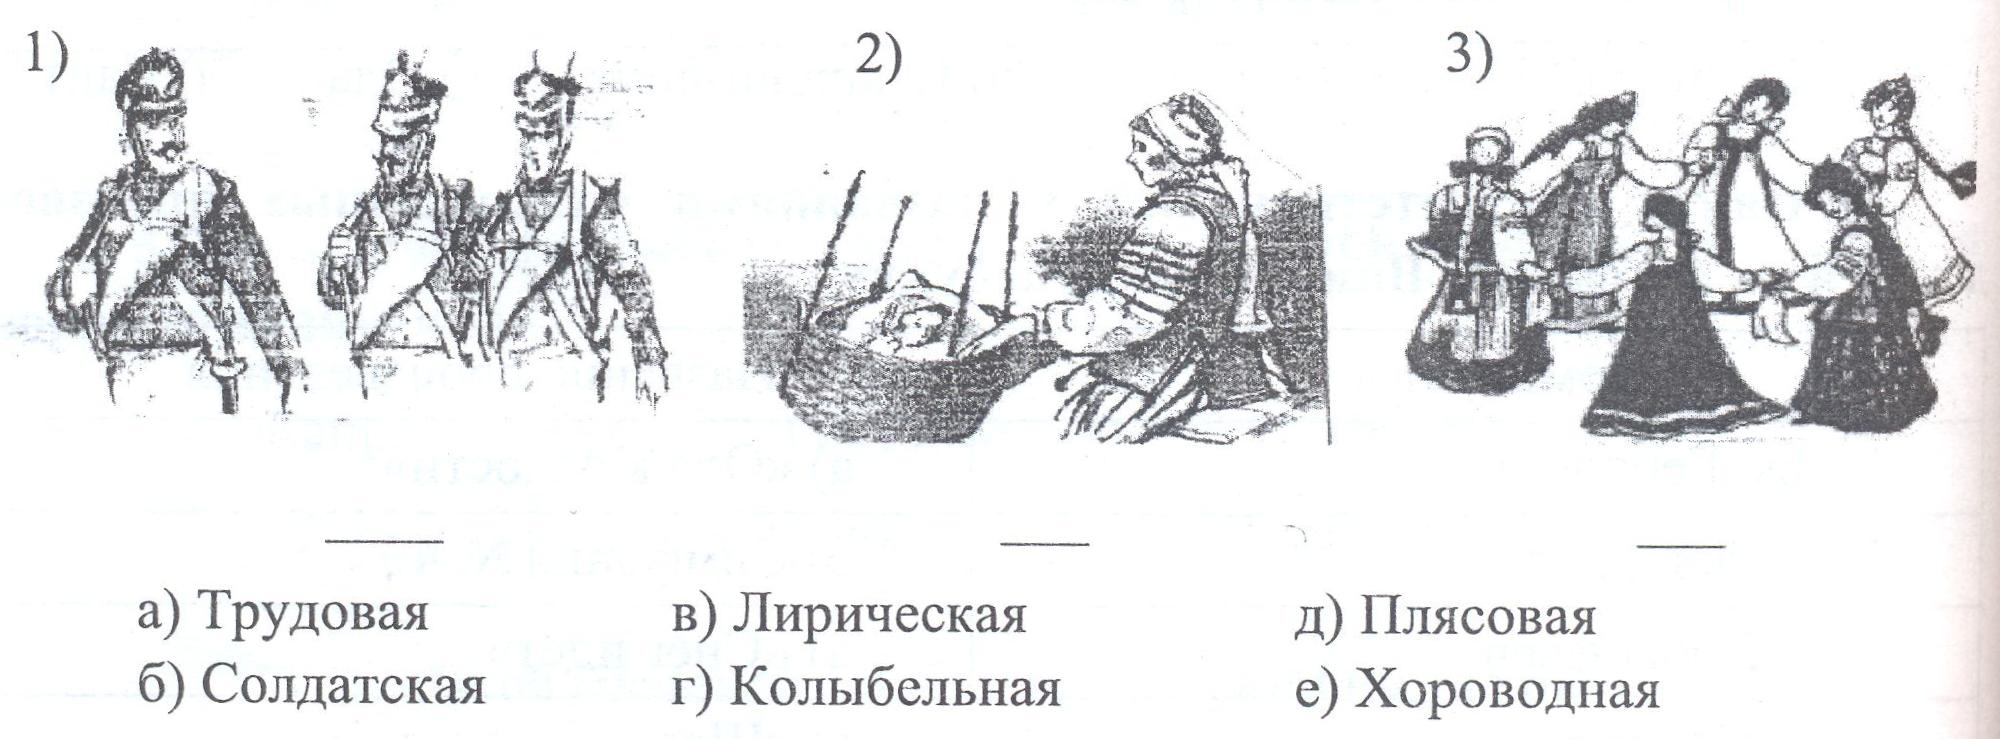 1) 2) 3)
а) Трудовая в) Лирическая д) Плясовая
б) Солдатская г) Колыбельная е) Хороводная